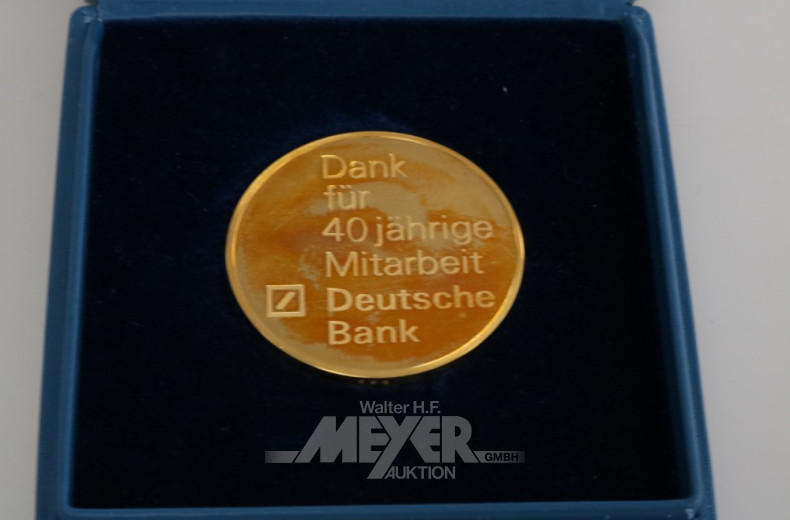 Dank
für
40 jährige
Mitarbeit
Deutsche
Bank
Walter H.F.
MEYER GMBH
AUKTION